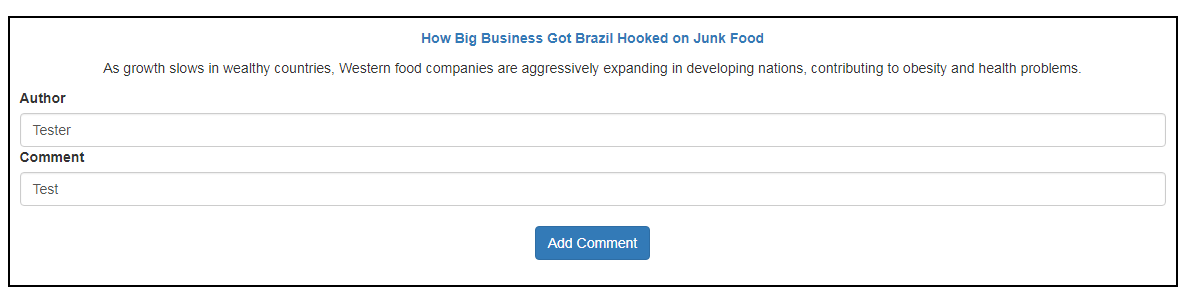 How Big Business Got Brazil Hooked on Junk Food
As growth slows in wealthy countries, Western food companies are aggressively expanding in developing nations, contributing to obesity and health problems.
Author
Tester
Comment
Test
Add Comment